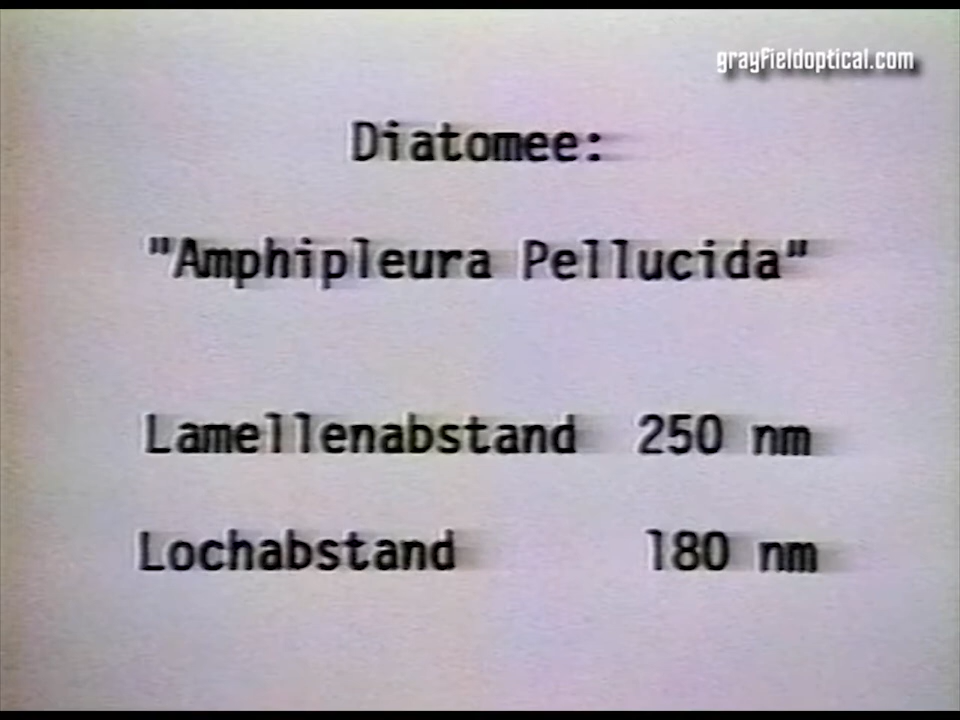 grayfieldoptical.com
Diatomee:
"Amphipleura Pellucida"
Lamellenabstand 250 nm
Lochabstand 180 nm